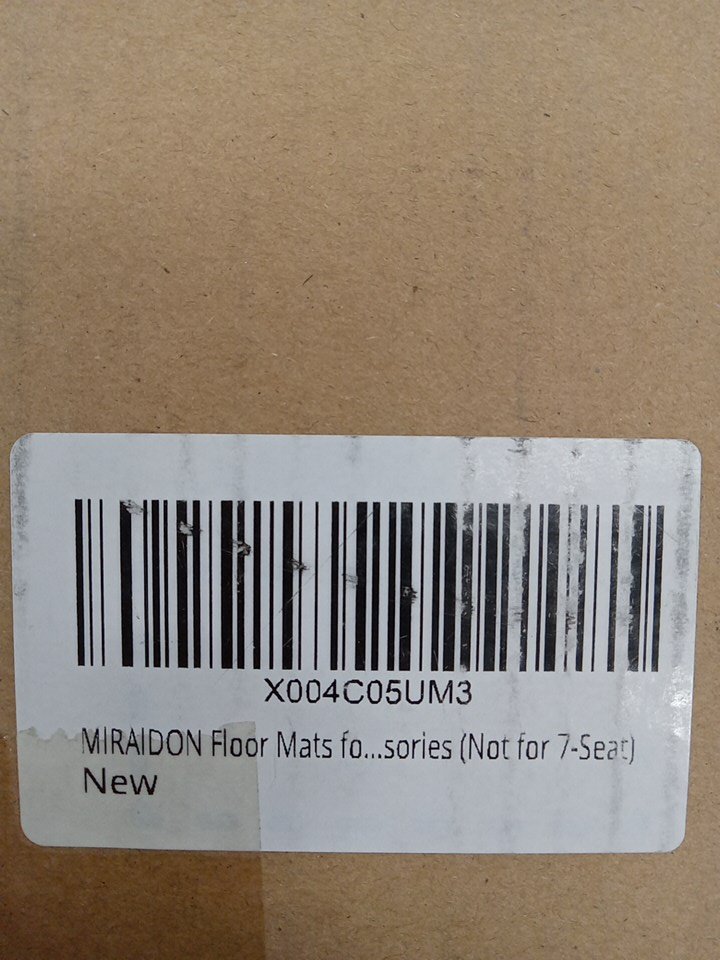 X004C05UM3
MIRAIDON Floor Mats fo...sories (Not for 7-Seat)
New